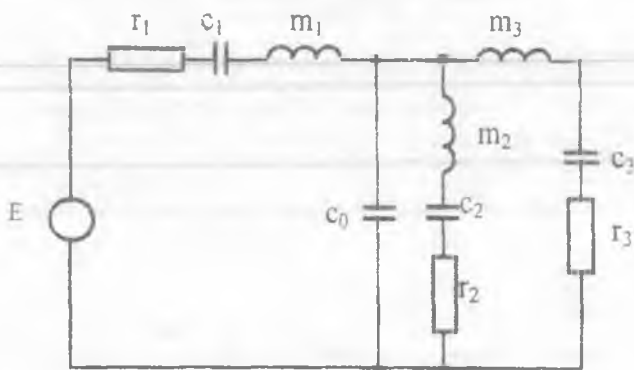 r₁ c₁ m₁ m₃
m₂
c₃
E c₀ c₂
r₃
r₂